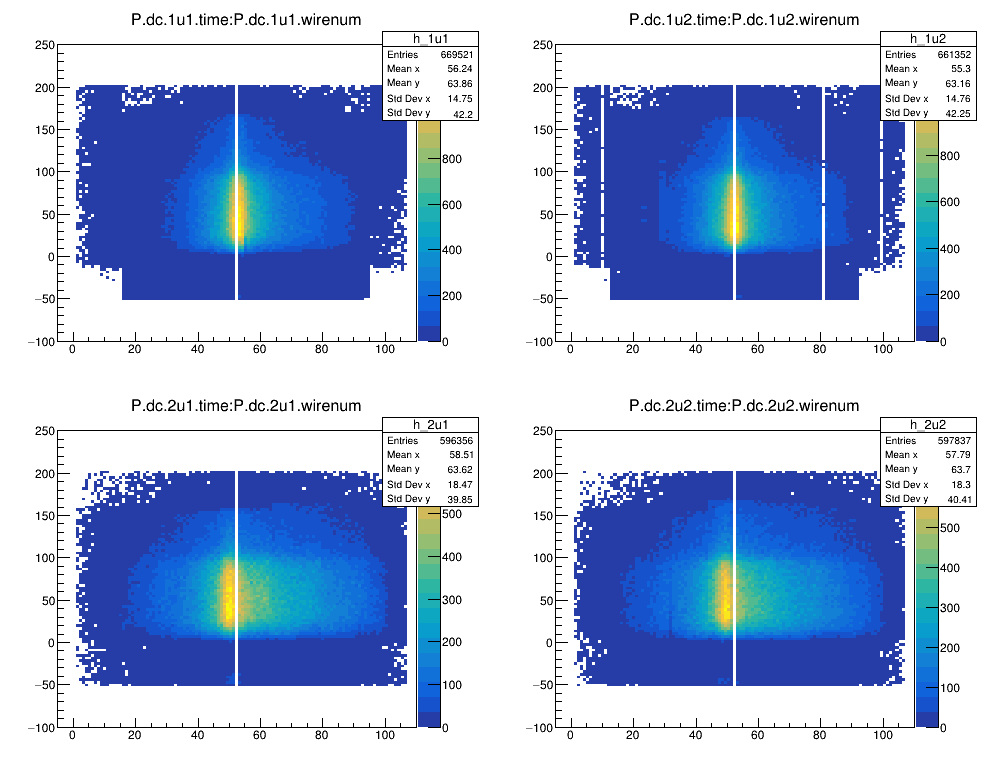 P.dc.1u1.time:P.dc.1u1.wirenum
h_1u1
Entries 669521
Mean x 56.24
Mean y 63.86
Std Dev x 14.75
Std Dev y 42.2
250
200
150
100
50
0
−50
−100
0 20 40 60 80 100
800
600
400
200
0
P.dc.1u2.time:P.dc.1u2.wirenum
h_1u2
Entries 661352
Mean x 55.3
Mean y 63.16
Std Dev x 14.76
Std Dev y 42.25
250
200
150
100
50
0
−50
−100
0 20 40 60 80 100
800
600
400
200
0
P.dc.2u1.time:P.dc.2u1.wirenum
h_2u1
Entries 596356
Mean x 58.51
Mean y 63.62
Std Dev x 18.47
Std Dev y 39.85
250
200
150
100
50
0
−50
−100
0 20 40 60 80 100
500
400
300
200
100
0
P.dc.2u2.time:P.dc.2u2.wirenum
h_2u2
Entries 597837
Mean x 57.79
Mean y 63.7
Std Dev x 18.3
Std Dev y 40.41
250
200
150
100
50
0
−50
−100
0 20 40 60 80 100
500
400
300
200
100
0